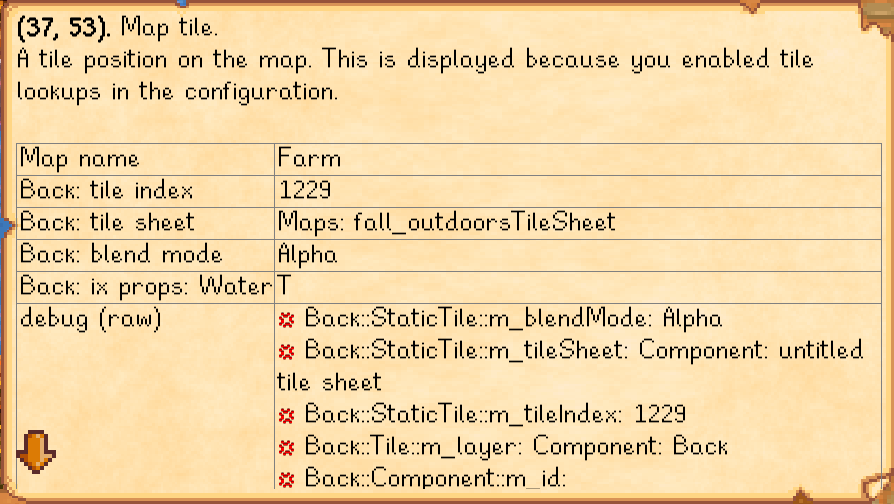 (37, 53). Map tile.
A tile position on the map. This is displayed because you enabled tile
lookups in the configuration.
Map name Farm
Back: tile index 1229
Back: tile sheet Maps: fall_outdoorsTileSheet
Back: blend mode Alpha
Back: ix props: Water T
debug (raw) Back::StaticTile::m_blendMode: Alpha
Back::StaticTile::m_tileSheet: Component: untitled
tile sheet
Back::StaticTile::m_tileIndex: 1229
Back::Tile::m_layer: Component: Back
Back::Component::m_id: